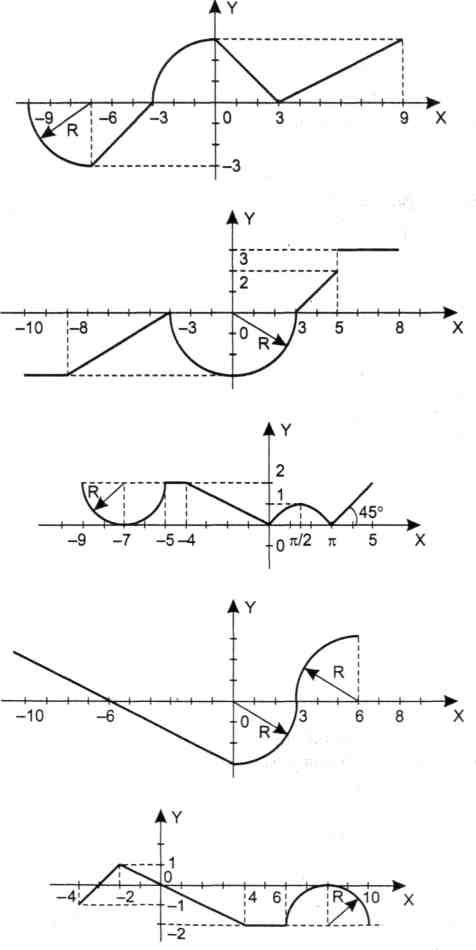 Y
–9 R –6 –3 0 3 9 X
–3
Y
3
2
–10 –8 –3 0 R 3 5 8 X
Y
2
R 1
45°
–9 –7 –5 –4 0 π/2 π 5 X
Y
R
–10 –6 0 R 3 6 8 X
Y
1
–4 –2 0 4 6 R 10 X
–1
–2